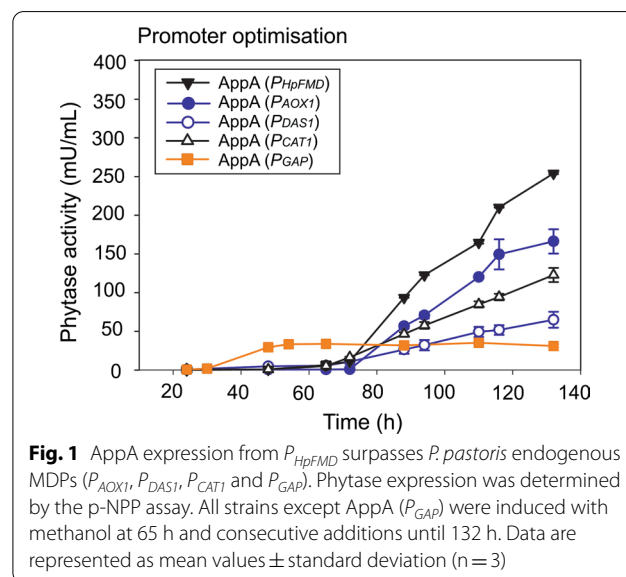 Promoter optimisation
400
350
300
250
200
150
100
50
0
Phytase activity (mU/mL)
AppA (PHpFMD)
AppA (PAOX1)
AppA (PDAS1)
AppA (PCAT1)
AppA (PGAP)
20 40 60 80 100 120 140
Time (h)
Fig. 1 AppA expression from PHpFMD surpasses P. pastoris endogenous
MDPs (PAOX1, PDAS1, PCAT1 and PGAP). Phytase expression was determined
by the p-NPP assay. All strains except AppA (PGAP) were induced with
methanol at 65 h and consecutive additions until 132 h. Data are
represented as mean values ± standard deviation (n = 3)